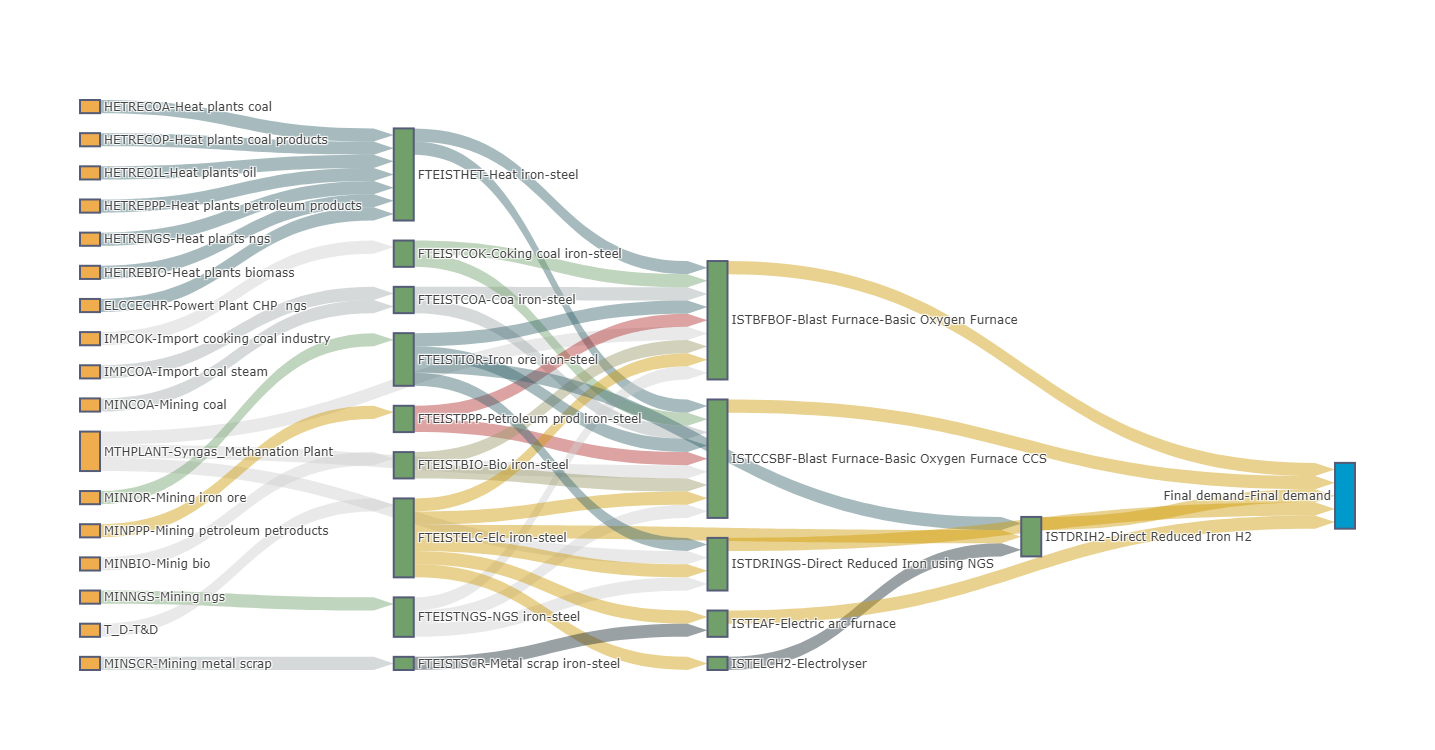 HETRECOA-Heat plants coal
HETRECOP-Heat plants coal products
HETREOIL-Heat plants oil
HETREPPP-Heat plants petroleum products
HETRENGS-Heat plants ngs
HETREBIO-Heat plants biomass
ELCCECHR-Powert Plant CHP ngs
IMPCOK-Import cooking coal industry
IMPCOA-Import coal steam
MINCOA-Mining coal
MTHPLANT-Syngas_Methanation Plant
MINIOR-Mining iron ore
MINPPP-Mining petroleum petroducts
MINBIO-Minig bio
MINNGS-Mining ngs
T_D-T&D
MINSCR-Mining metal scrap
FTEISTHET-Heat iron-steel
FTEISTCOK-Coking coal iron-steel
FTEISTCOA-Coa iron-steel
FTEISTIOR-Iron ore iron-steel
FTEISTPPP-Petroleum prod iron-steel
FTEISTBIO-Bio iron-steel
FTEISTELC-Elc iron-steel
FTEISTNGS-NGS iron-steel
FTEISTSCR-Metal scrap iron-steel
ISTBFBOF-Blast Furnace-Basic Oxygen Furnace
ISTCCSBF-Blast Furnace-Basic Oxygen Furnace CCS
ISTDRINGS-Direct Reduced Iron using NGS
ISTEAF-Electric arc furnace
ISTELCH2-Electrolyser
ISTDRIH2-Direct Reduced Iron H2
Final demand-Final demand